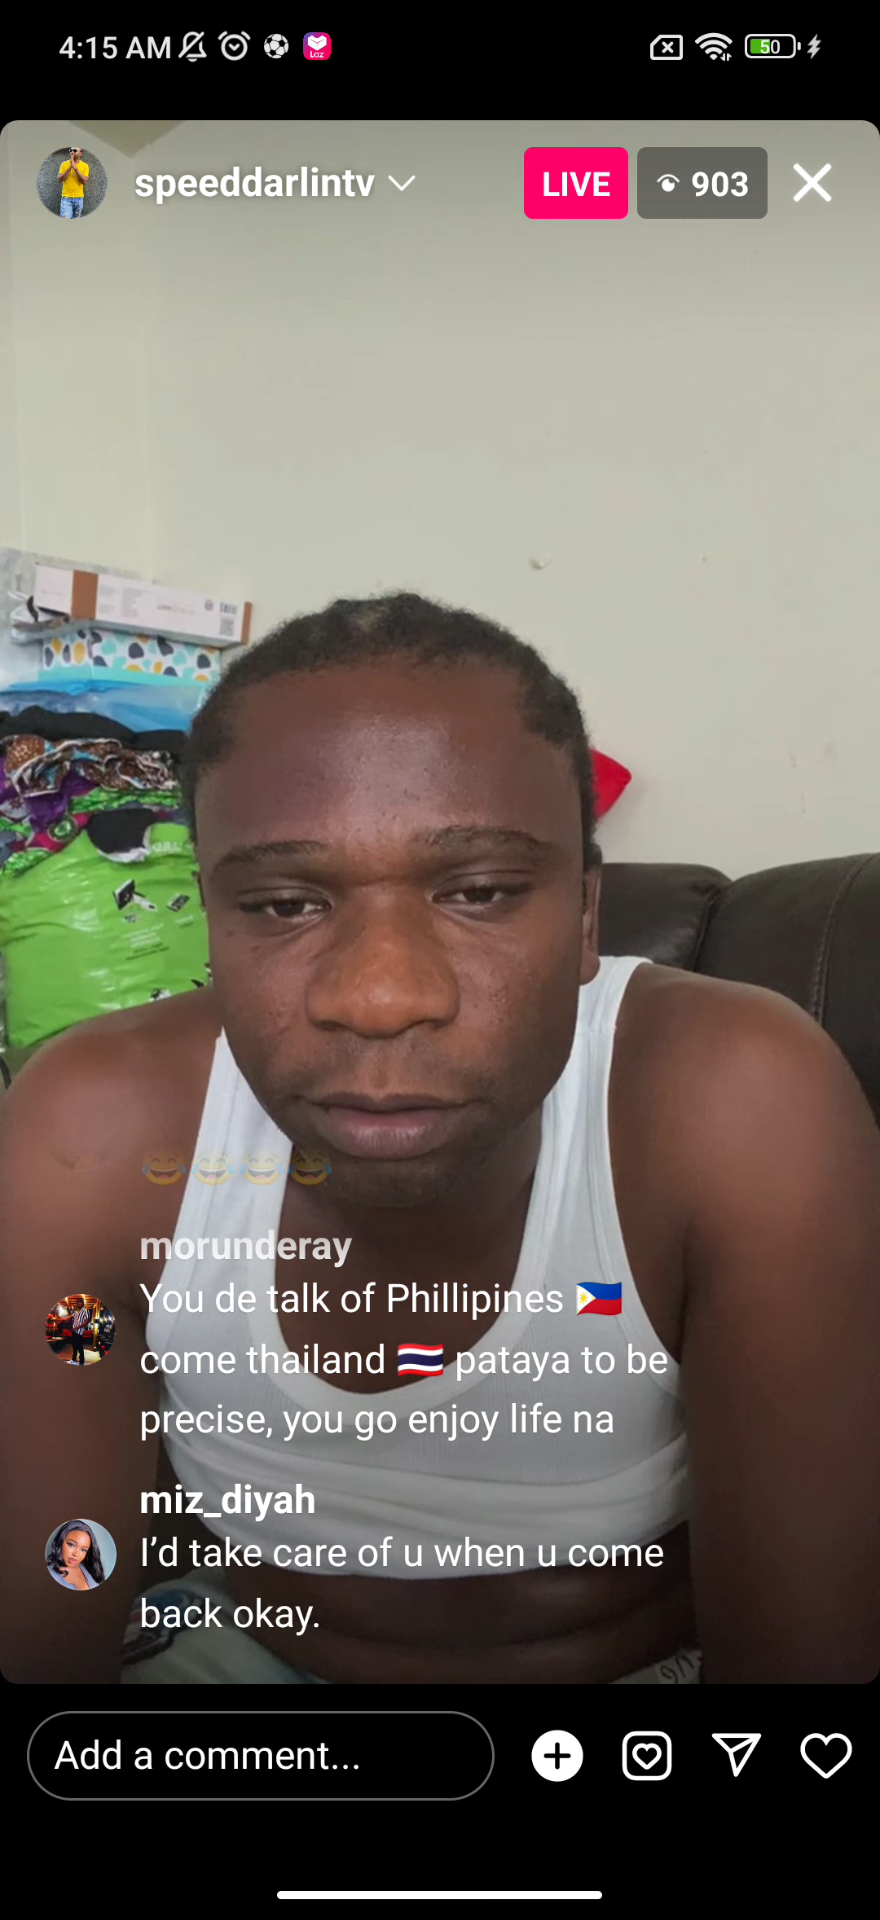 4:15 AM
Laz
50
speeddarlintv
LIVE
903
😂😂😂😂
morunderay
You de talk of Phillipines 🇵🇭
come thailand 🇹🇭 pataya to be
precise, you go enjoy life na
miz_diyah
I’d take care of u when u come
back okay.
Add a comment...